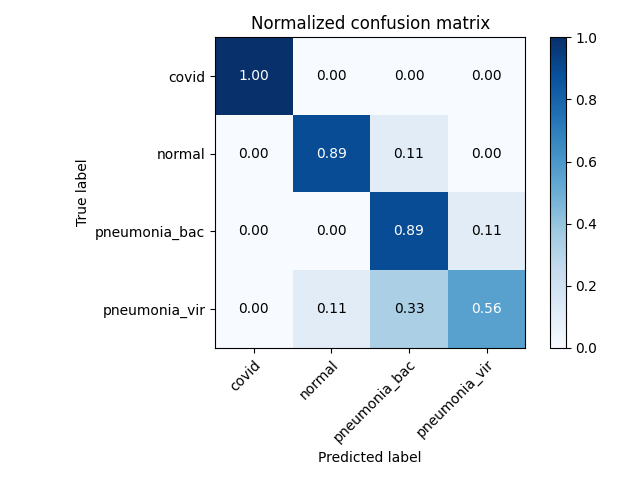 Normalized confusion matrix
True label
covid 1.00 0.00 0.00 0.00
normal 0.00 0.89 0.11 0.00
pneumonia_bac 0.00 0.00 0.89 0.11
pneumonia_vir 0.00 0.11 0.33 0.56
covid normal pneumonia_bac pneumonia_vir
Predicted label
1.0
0.8
0.6
0.4
0.2
0.0